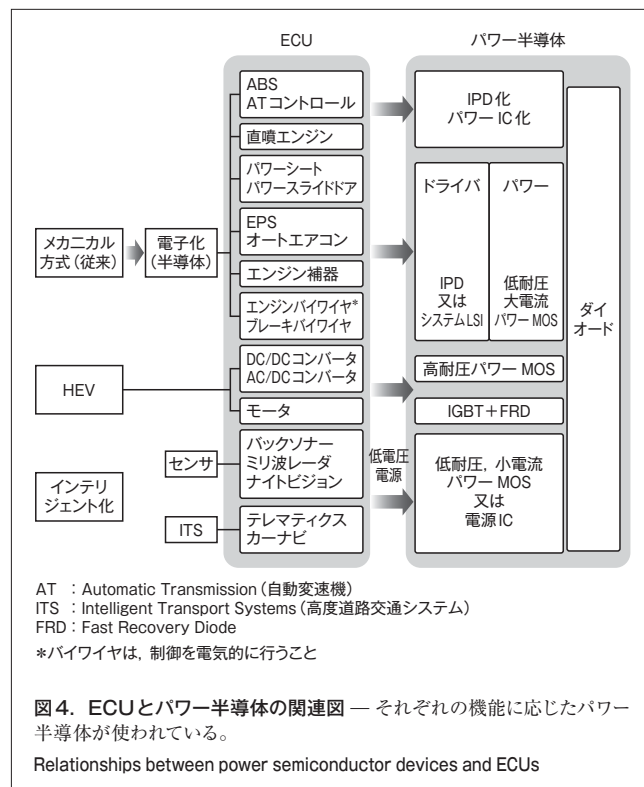 ECU
パワー半導体
ABS
ATコントロール
直噴エンジン
パワーシート
パワースライドドア
EPS
オートエアコン
エンジン補器
エンジンバイワイヤ*
ブレーキバイワイヤ
メカニカル
方式(従来)
電子化
(半導体)
IPD化
パワーIC化
ドライバ
IPD
又は
システムLSI
パワー
低耐圧
大電流
パワーMOS
ダイ
オード
HEV
DC/DCコンバータ
AC/DCコンバータ
モータ
高耐圧パワーMOS
IGBT+FRD
インテリ
ジェント化
センサ
バックソナー
ミリ波レーダ
ナイトビジョン
ITS
テレマティクス
カーナビ
低電圧
電源
低耐圧,小電流
パワーMOS
又は
電源IC
AT : Automatic Transmission(自動変速機)
ITS : Intelligent Transport Systems(高度道路交通システム)
FRD : Fast Recovery Diode
*バイワイヤは,制御を電気的に行うこと
図4. ECUとパワー半導体の関連図 — それぞれの機能に応じたパワー
半導体が使われている。
Relationships between power semiconductor devices and ECUs